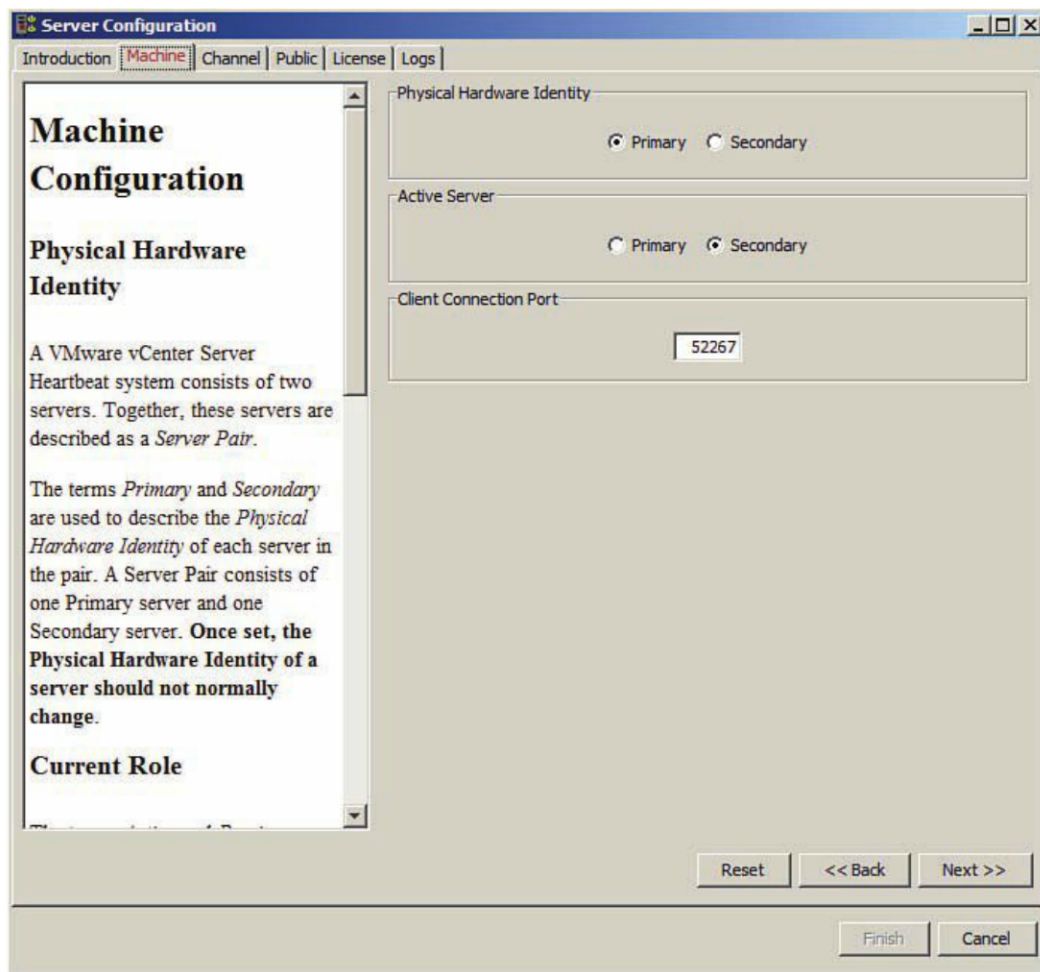 Server Configuration
Introduction Machine Channel Public License Logs
Machine
Configuration
Physical Hardware
Identity
A VMware vCenter Server
Heartbeat system consists of two
servers. Together, these servers are
described as a Server Pair.
The terms Primary and Secondary
are used to describe the Physical
Hardware Identity of each server in
the pair. A Server Pair consists of
one Primary server and one
Secondary server. Once set, the
Physical Hardware Identity of a
server should not normally
change.
Current Role
Physical Hardware Identity
Primary Secondary
Active Server
Primary Secondary
Client Connection Port
52267
Reset << Back Next >>
Finish Cancel